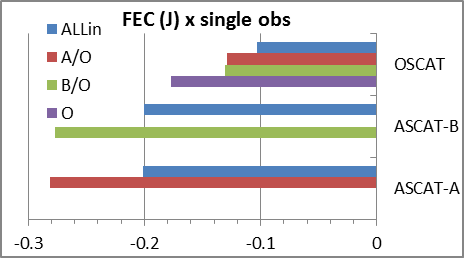 FEC (J) x single obs
ALLin
A/O
B/O
O
OSCAT
ASCAT-B
ASCAT-A
-0.3 -0.2 -0.1 0